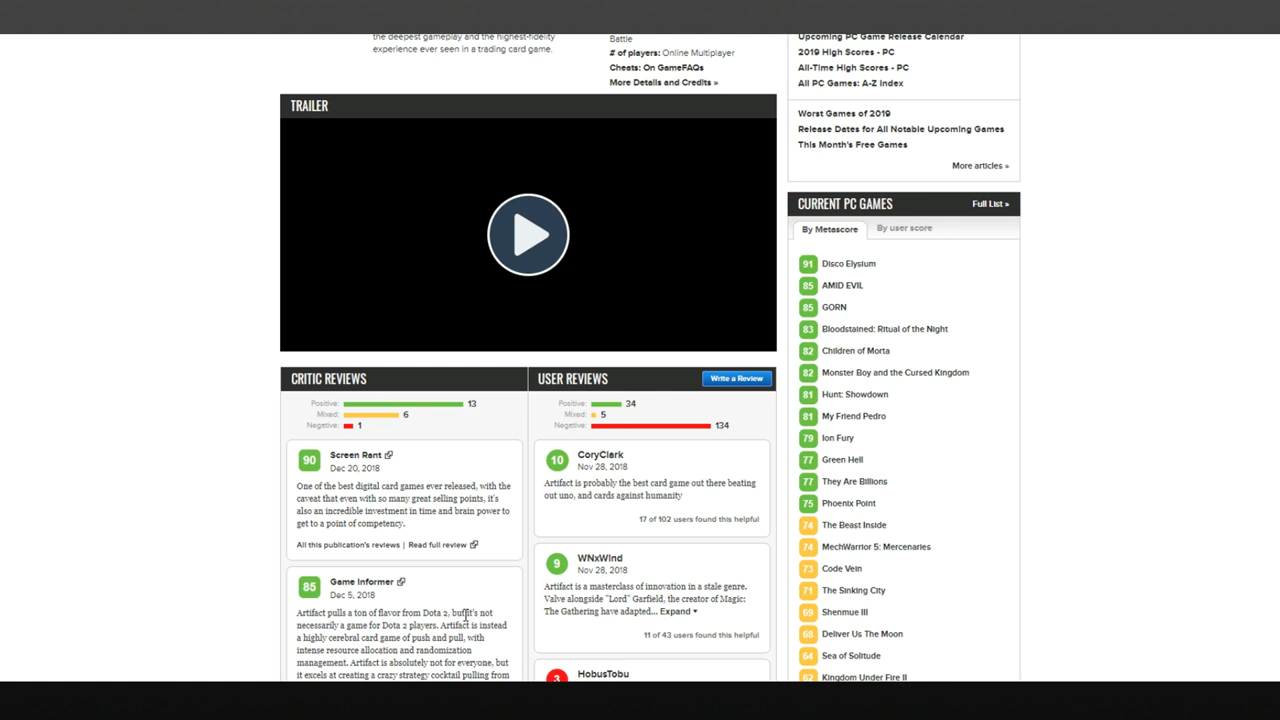 the deepest gameplay and the highest-fidelity
experience ever seen in a trading card game.
Battle
# of players: Online Multiplayer
Cheats: On GameFAQs
More Details and Credits »
TRAILER
CRITIC REVIEWS
Positive: 13
Mixed: 6
Negative: 1
90 Screen Rant
Dec 20, 2018
One of the best digital card games ever released, with the
caveat that even with so many great selling points, it's
also an incredible investment in time and brain power to
get to a point of competency.
All this publication's reviews | Read full review
85 Game Informer
Dec 5, 2018
Artifact pulls a ton of flavor from Dota 2, but it's not
necessarily a game for Dota 2 players. Artifact is instead
a highly cerebral card game of push and pull, with
intense resource allocation and randomization
management. Artifact is absolutely not for everyone, but
it excels at creating a crazy strategy cocktail pulling from
USER REVIEWS
Write a Review
Positive: 34
Mixed: 5
Negative: 134
10 CoryClark
Nov 28, 2018
Artifact is probably the best card game out there beating
out uno, and cards against humanity
17 of 102 users found this helpful
9 WNxWind
Nov 28, 2018
Artifact is a masterclass of innovation in a stale genre.
Valve alongside "Lord" Garfield, the creator of Magic:
The Gathering have adapted... Expand
11 of 43 users found this helpful
3 HobusTobu
Upcoming PC Game Release Calendar
2019 High Scores - PC
All-Time High Scores - PC
All PC Games: A-Z Index
Worst Games of 2019
Release Dates for All Notable Upcoming Games
This Month's Free Games
More articles »
CURRENT PC GAMES
Full List »
By Metascore
By user score
91 Disco Elysium
85 AMID EVIL
85 GORN
83 Bloodstained: Ritual of the Night
82 Children of Morta
82 Monster Boy and the Cursed Kingdom
81 Hunt: Showdown
81 My Friend Pedro
79 Ion Fury
77 Green Hell
77 They Are Billions
75 Phoenix Point
74 The Beast Inside
74 MechWarrior 5: Mercenaries
73 Code Vein
71 The Sinking City
69 Shenmue III
68 Deliver Us The Moon
64 Sea of Solitude
62 Kingdom Under Fire II